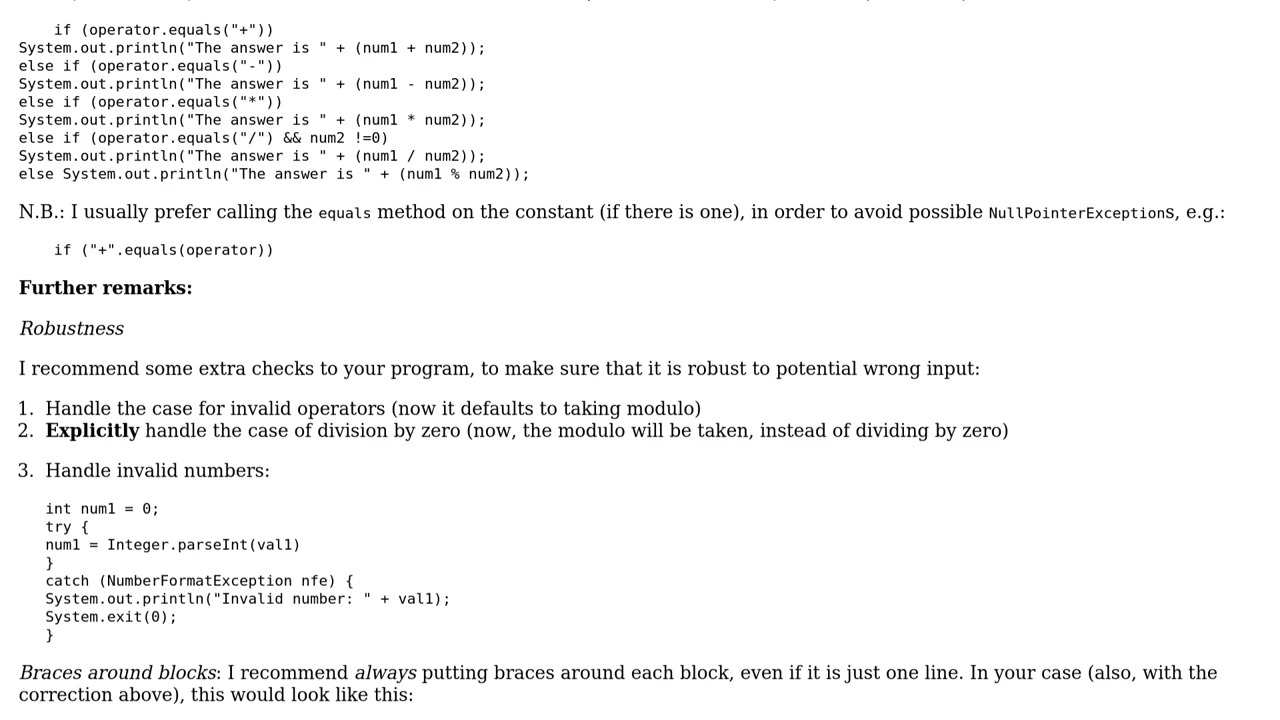 if (operator.equals("+"))
System.out.println("The answer is " + (num1 + num2));
else if (operator.equals("-"))
System.out.println("The answer is " + (num1 - num2));
else if (operator.equals("*"))
System.out.println("The answer is " + (num1 * num2));
else if (operator.equals("/") && num2 !=0)
System.out.println("The answer is " + (num1 / num2));
else System.out.println("The answer is " + (num1 % num2));
N.B.: I usually prefer calling the equals method on the constant (if there is one), in order to avoid possible NullPointerExceptions, e.g.:
if ("+".equals(operator))
Further remarks:
Robustness
I recommend some extra checks to your program, to make sure that it is robust to potential wrong input:
1. Handle the case for invalid operators (now it defaults to taking modulo)
2. Explicitly handle the case of division by zero (now, the modulo will be taken, instead of dividing by zero)
3. Handle invalid numbers:
int num1 = 0;
try {
num1 = Integer.parseInt(val1)
}
catch (NumberFormatException nfe) {
System.out.println("Invalid number: " + val1);
System.exit(0);
}
Braces around blocks: I recommend always putting braces around each block, even if it is just one line. In your case (also, with the
correction above), this would look like this: